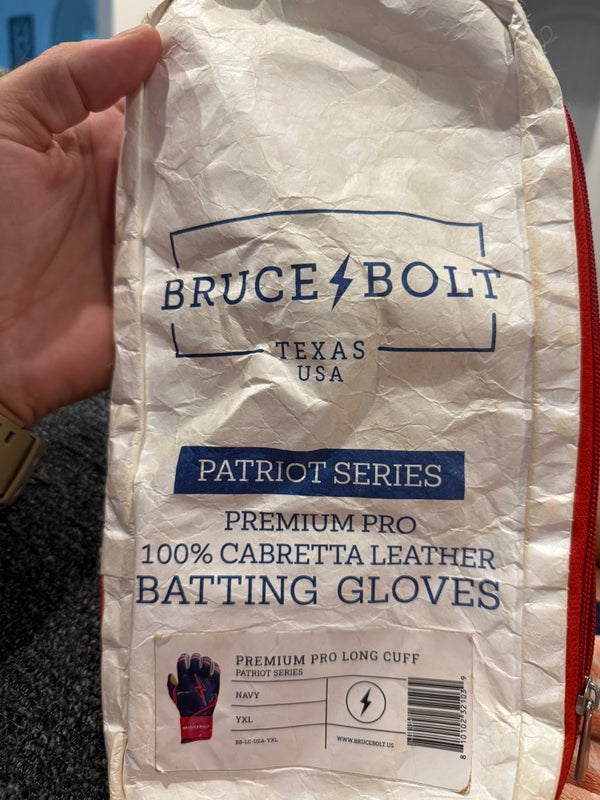 BRUCE BOLT
TEXAS
USA
PATRIOT SERIES
PREMIUM PRO
100% CABRETTA LEATHER
BATTING GLOVES
PREMIUM PRO LONG CUFF
PATRIOT SERIES
NAVY
YXL
BB-LC-USA-YXL
WWW.BRUCEBOLT.US